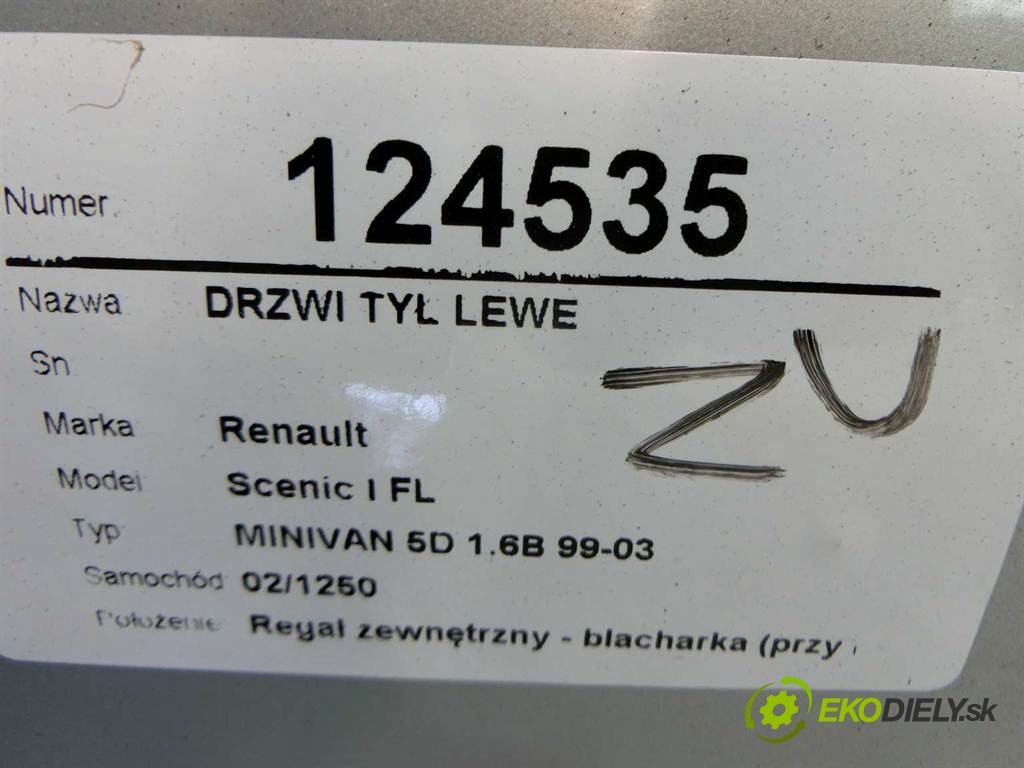 Numer 124535
Nazwa DRZWI TYŁ LEWE
Sn
Marka Renault
Model Scenic I FL
Typ MINIVAN 5D 1.6B 99-03
Samochód 02/1250
Położenie Regał zewnętrzny - blacharka (przy
ZU
EKODIELY.sk